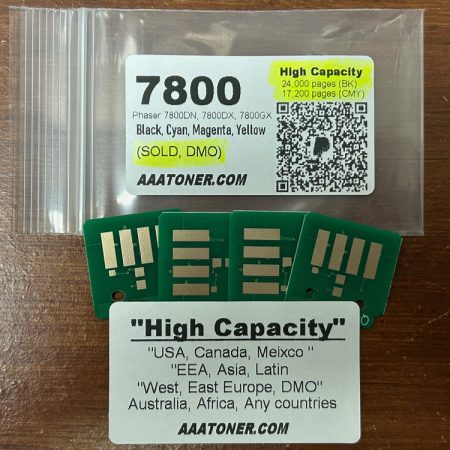 7800
Phaser 7800DN, 7800DX, 7800GX
Black, Cyan, Magenta, Yellow
(SOLD, DMO)
AAATONER.COM
High Capacity
24,000 pages (BK)
17,200 pages (CMY)
"High Capacity"
"USA, Canada, Meixco "
"EEA, Asia, Latin
"West, East Europe, DMO"
Australia, Africa, Any countries
AAATONER.COM